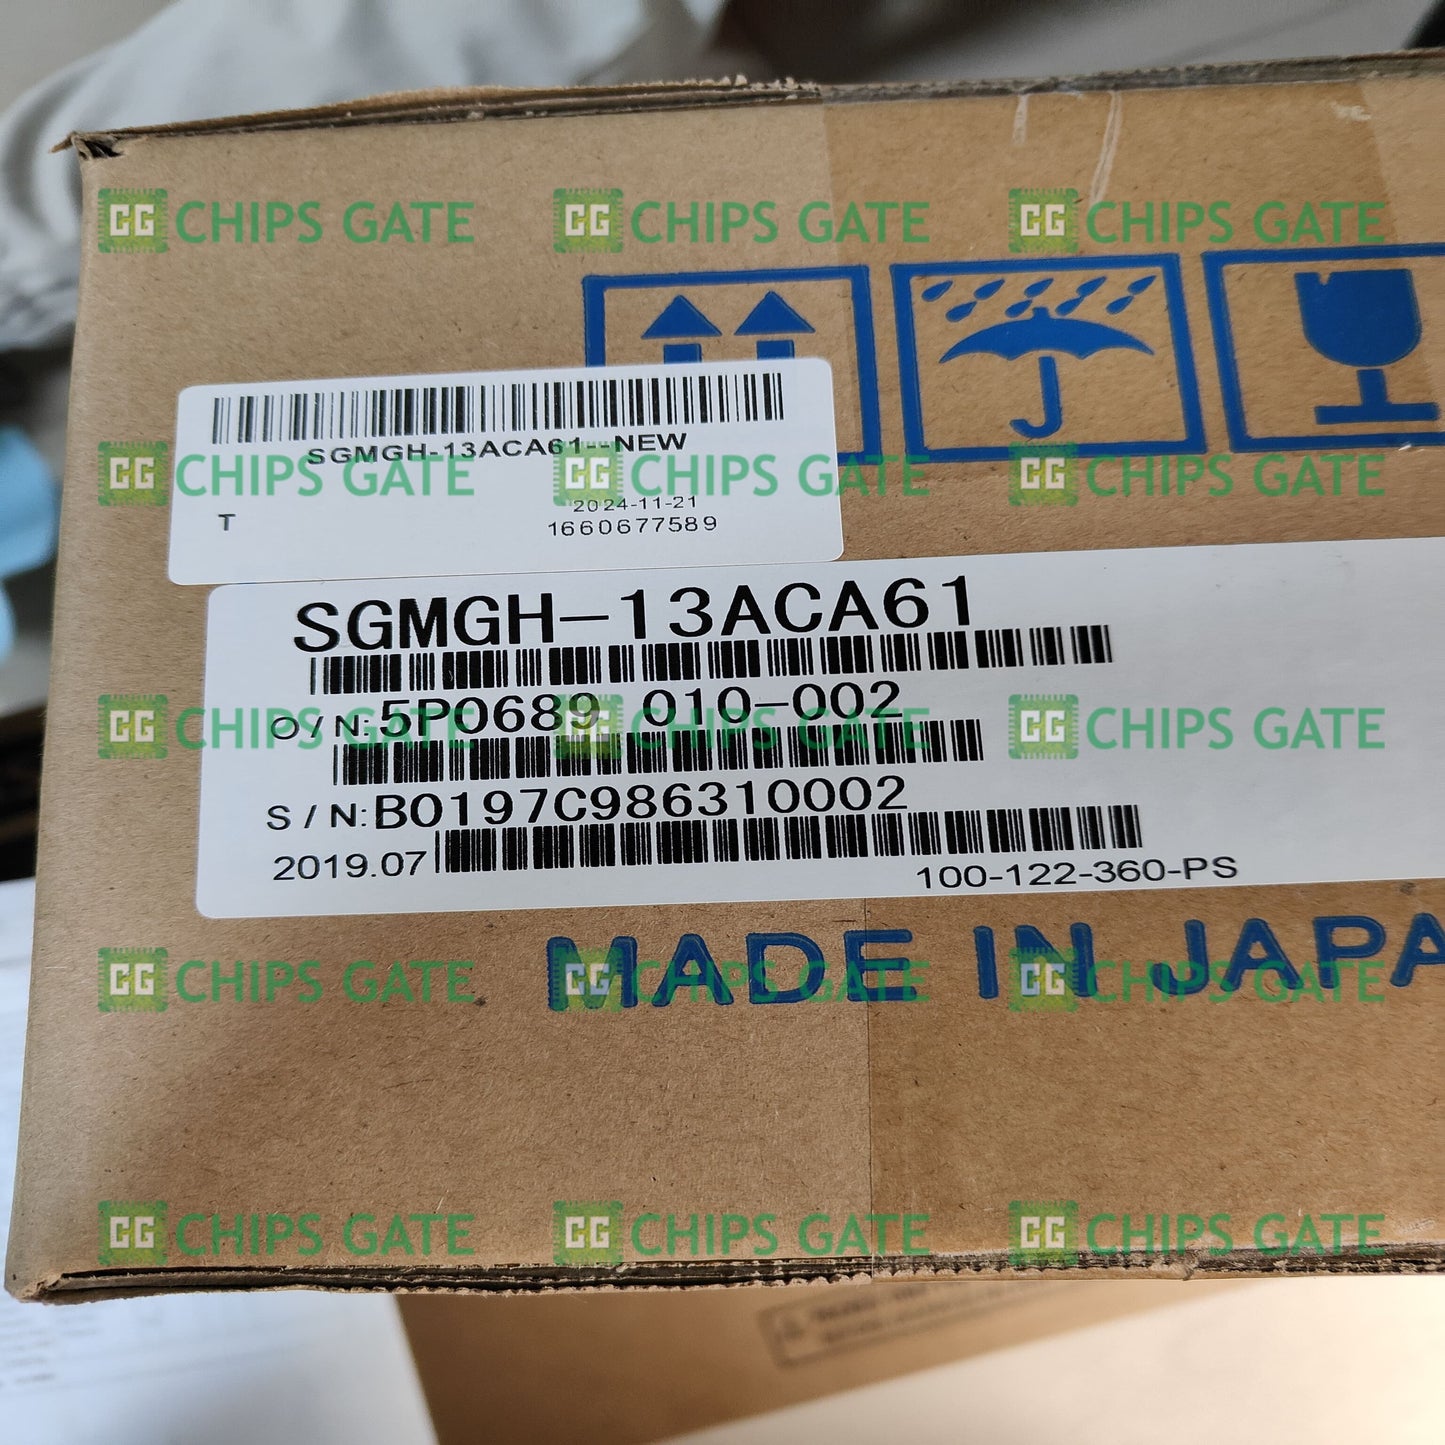 CG CHIPS GATE CG CHIPS GATE CG CHIPS GATE
SGMGH-13ACA61--NEW
CG CHIPS GATE CG CHIPS GATE CG CHIPS GATE
2024-11-21
T 1660677589
SGMGH-13ACA61
O/N:5P0689 010-002
CG CHIPS GATE CG CHIPS GATE CG CHIPS GATE
S/N:B0197C986310002
2019.07
100-122-360-PS
MADE IN JAPA
CG CHIPS GATE CG CHIPS GATE CG CHIPS GATE
CG CHIPS GATE CG CHIPS GATE CG CHIPS GATE